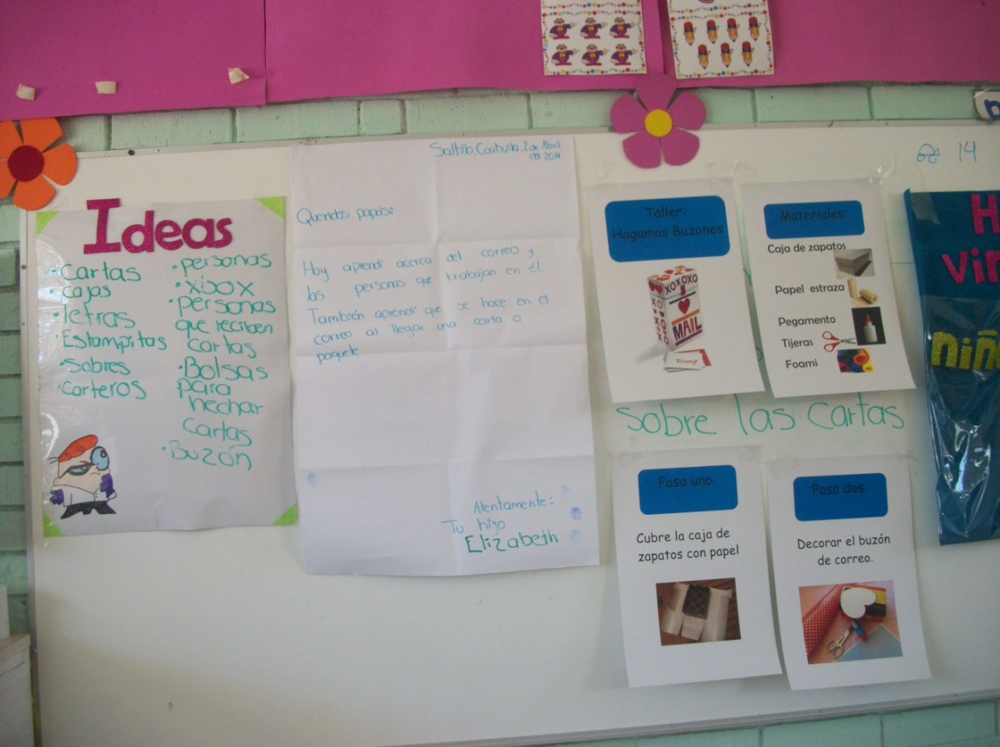 Ideas
• Cartas
• Cajas
• letras
• Estampitas
• Sobres
• Carteros
• personas
• xibox
• personas
que reciben
cartas
• Bolsas
para
hechar
cartas
• Buzón
Saltillo, Coahuila, 2 de Abril
del 2014
Queridos papás:
Hoy aprendí acerca del correo y
las personas que trabajan en él.
También aprendí que se hace en el
correo al llegar una carta o
paquete
Atentamente:
Tu hijo
Elizabeth
Taller:
Hagamos Buzones
XOXOXO
MAIL
Materiales:
Caja de zapatos
Papel estraza
Pegamento
Tijeras
Foami
sobre las cartas
Paso uno:
Cubre la caja de
zapatos con papel
Paso dos:
Decorar el buzón
de correo.
14
H
vir
niñ